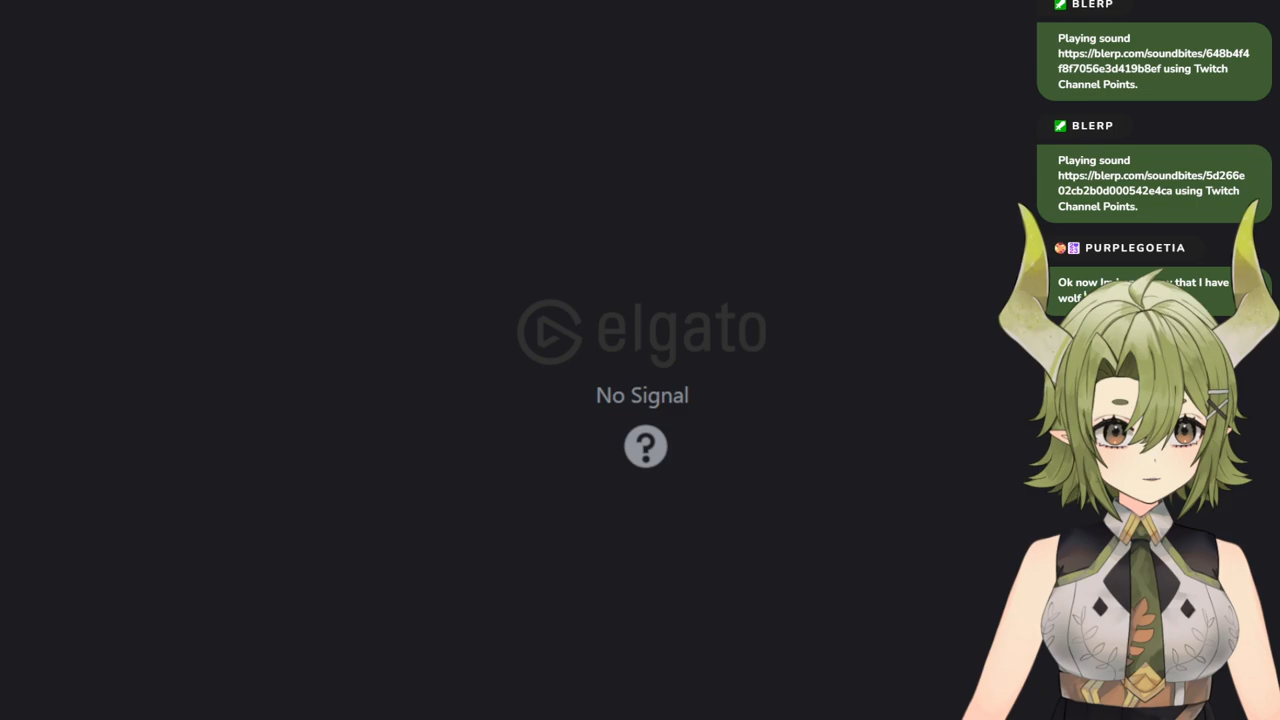 BLERP
Playing sound
https://blerp.com/soundbites/648b4f4
f8f7056e3d419b8ef using Twitch
Channel Points.
BLERP
Playing sound
https://blerp.com/soundbites/5d266e
02cb2b0d000542e4ca using Twitch
Channel Points.
PURPLEGOETIA
Ok now that I have
wolf
elgato
No Signal
?